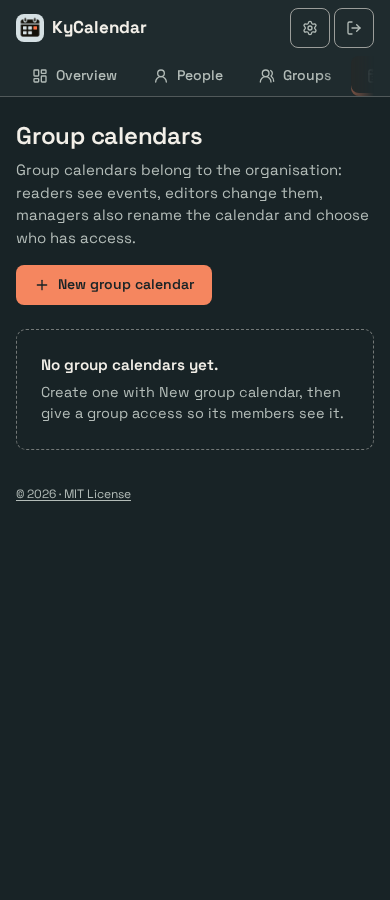 KyCalendar
Overview
People
Groups
Group calendars
Group calendars belong to the organisation:
readers see events, editors change them,
managers also rename the calendar and choose
who has access.
New group calendar
No group calendars yet.
Create one with New group calendar, then
give a group access so its members see it.
© 2026 · MIT License